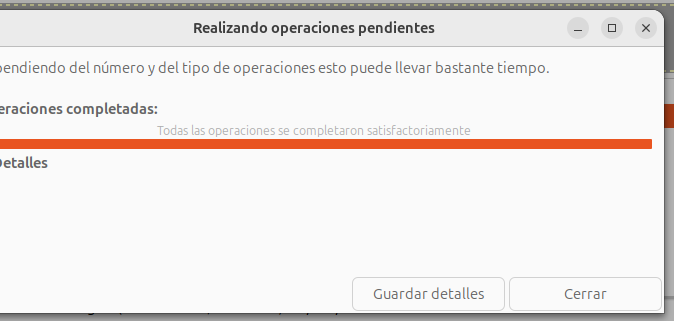 Realizando operaciones pendientes
pendiendo del número y del tipo de operaciones esto puede llevar bastante tiempo.
eraciones completadas:
Todas las operaciones se completaron satisfactoriamente
Detalles
Guardar detalles
Cerrar